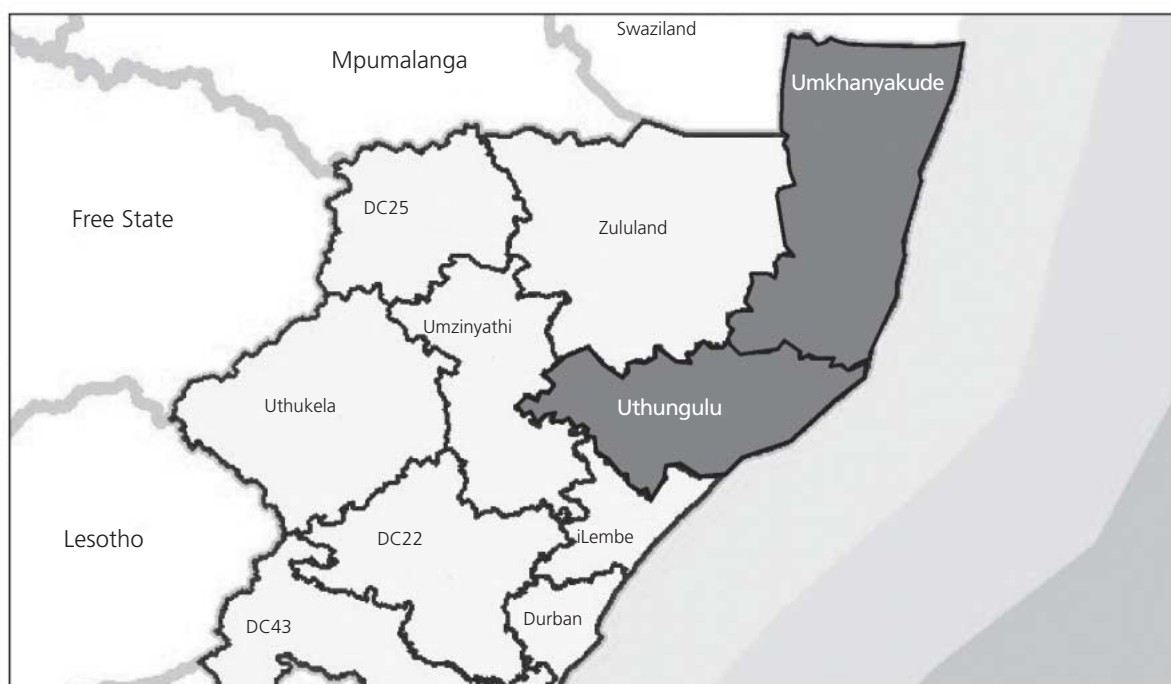 Swaziland
Mpumalanga
Umkhanyakude
DC25
Free State
Zululand
Umzinyathi
Uthukela
Uthungulu
Lesotho
DC22
iLembe
Durban
DC43